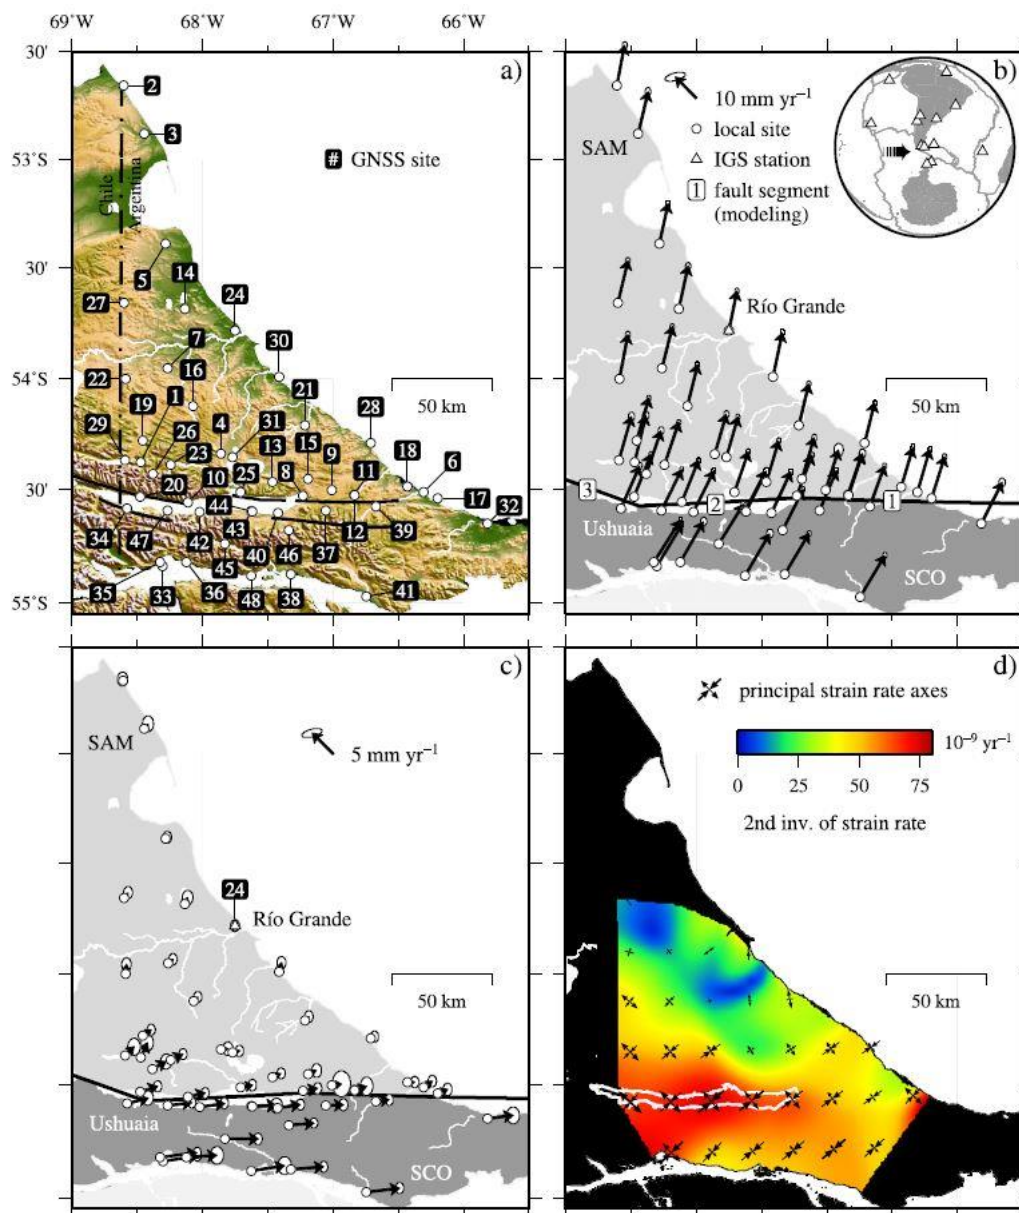 69°W 68°W 67°W 66°W
30'
53°S
30'
54°S
30'
55°S
a)
2
3
# GNSS site
Chile
Argentina
5
14
24
27
7
30
16
22
21
1
19
28
29
26
4
31
15
18
23
13
9
6
20
10
25
8
11
17
32
44
34
47
42
43
12
39
40
46
37
45
35
33
36
48
38
41
50 km
b)
10 mm yr⁻¹
local site
IGS station
1 fault segment
(modeling)
SAM
Río Grande
50 km
3
2
1
Ushuaia
SCO
c)
SAM
5 mm yr⁻¹
24
Río Grande
50 km
Ushuaia
SCO
d)
principal strain rate axes
10⁻⁹ yr⁻¹
0 25 50 75
2nd inv. of strain rate
50 km